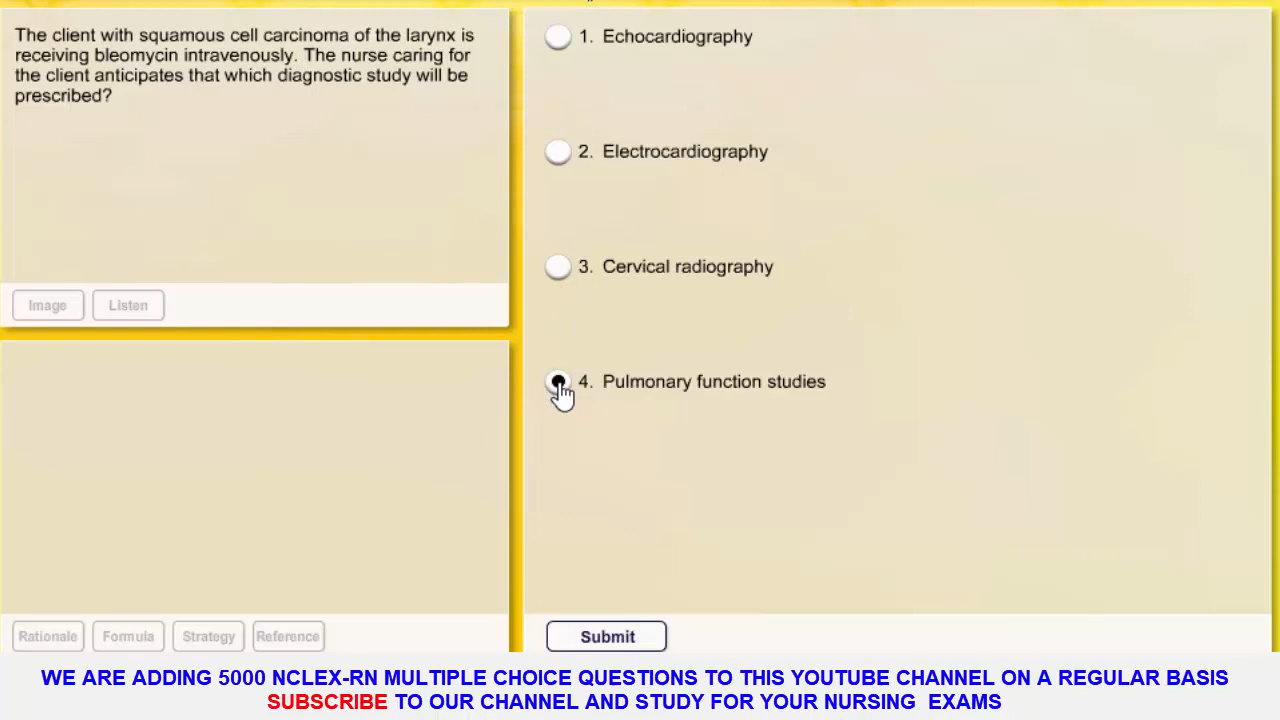 The client with squamous cell carcinoma of the larynx is
receiving bleomycin intravenously. The nurse caring for
the client anticipates that which diagnostic study will be
prescribed?
Image
Listen
1. Echocardiography
2. Electrocardiography
3. Cervical radiography
4. Pulmonary function studies
Rationale
Formula
Strategy
Reference
Submit
WE ARE ADDING 5000 NCLEX-RN MULTIPLE CHOICE QUESTIONS TO THIS YOUTUBE CHANNEL ON A REGULAR BASIS
SUBSCRIBE TO OUR CHANNEL AND STUDY FOR YOUR NURSING EXAMS